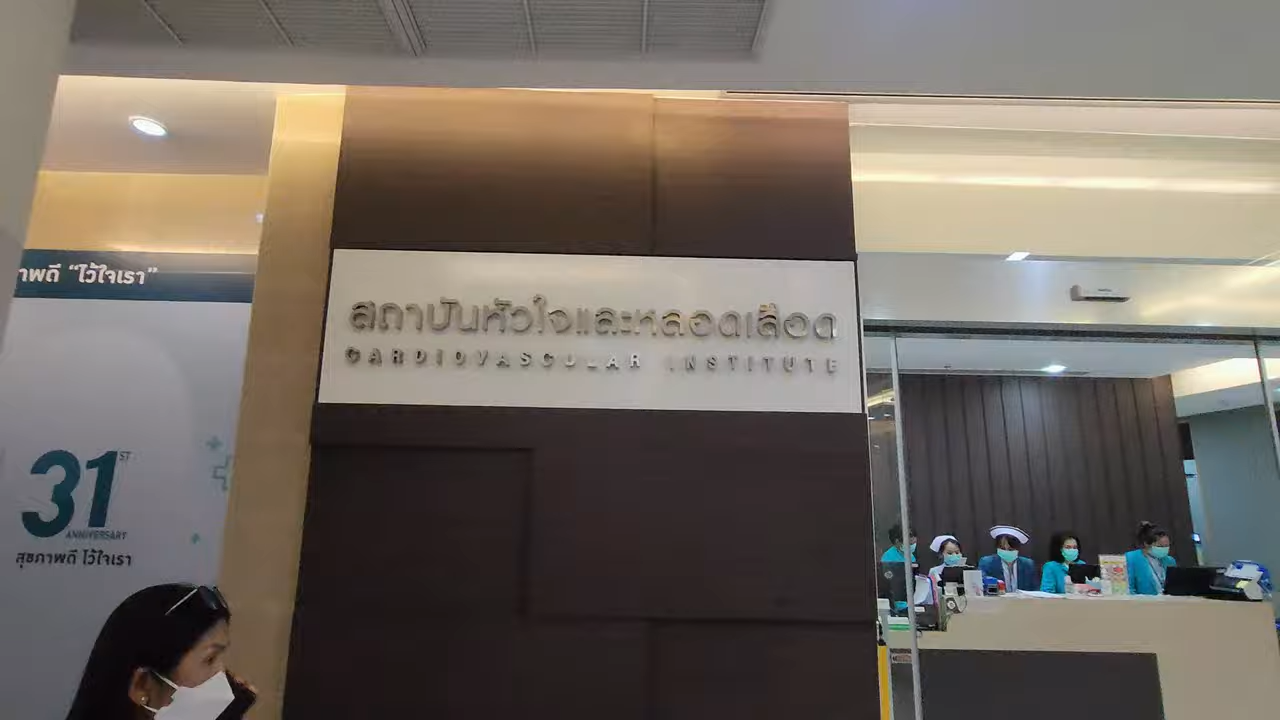 าพดี “ไว้ใจเรา”
สถาบันหัวใจและหลอดเลือด
CARDIOVASCULAR INSTITUTE
31ST
ANNIVERSARY
สุขภาพดี ไว้ใจเรา